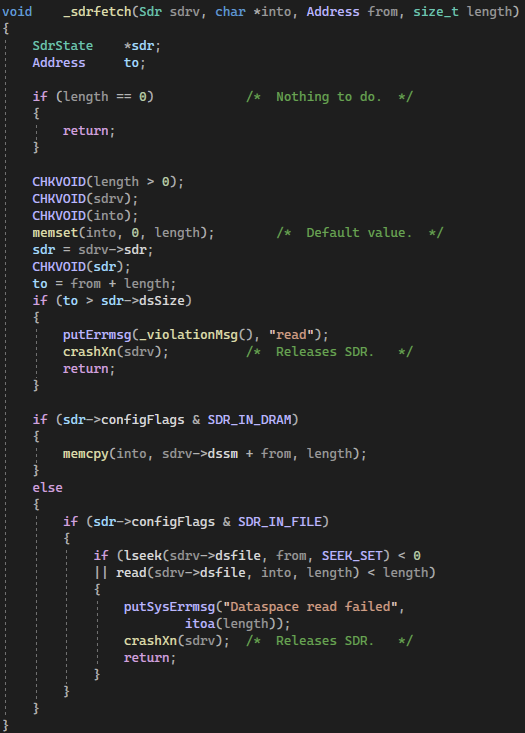 void    _sdrfetch(Sdr sdrv, char *into, Address from, size_t length)
{
    SdrState    *sdr;
    Address     to;

    if (length == 0)            /*  Nothing to do.  */
    {
        return;
    }

    CHKVOID(length > 0);
    CHKVOID(sdrv);
    CHKVOID(into);
    memset(into, 0, length);        /*  Default value.  */
    sdr = sdrv->sdr;
    CHKVOID(sdr);
    to = from + length;
    if (to > sdr->dsSize)
    {
        putErrmsg(_violationMsg(), "read");
        crashXn(sdrv);          /*  Releases SDR.   */
        return;
    }

    if (sdr->configFlags & SDR_IN_DRAM)
    {
        memcpy(into, sdrv->dssm + from, length);
    }
    else
    {
        if (sdr->configFlags & SDR_IN_FILE)
        {
            if (lseek(sdrv->dsfile, from, SEEK_SET) < 0
            || read(sdrv->dsfile, into, length) < length)
            {
                putSysErrmsg("Dataspace read failed",
                        itoa(length));
                crashXn(sdrv);  /*  Releases SDR.   */
                return;
            }
        }
    }
}